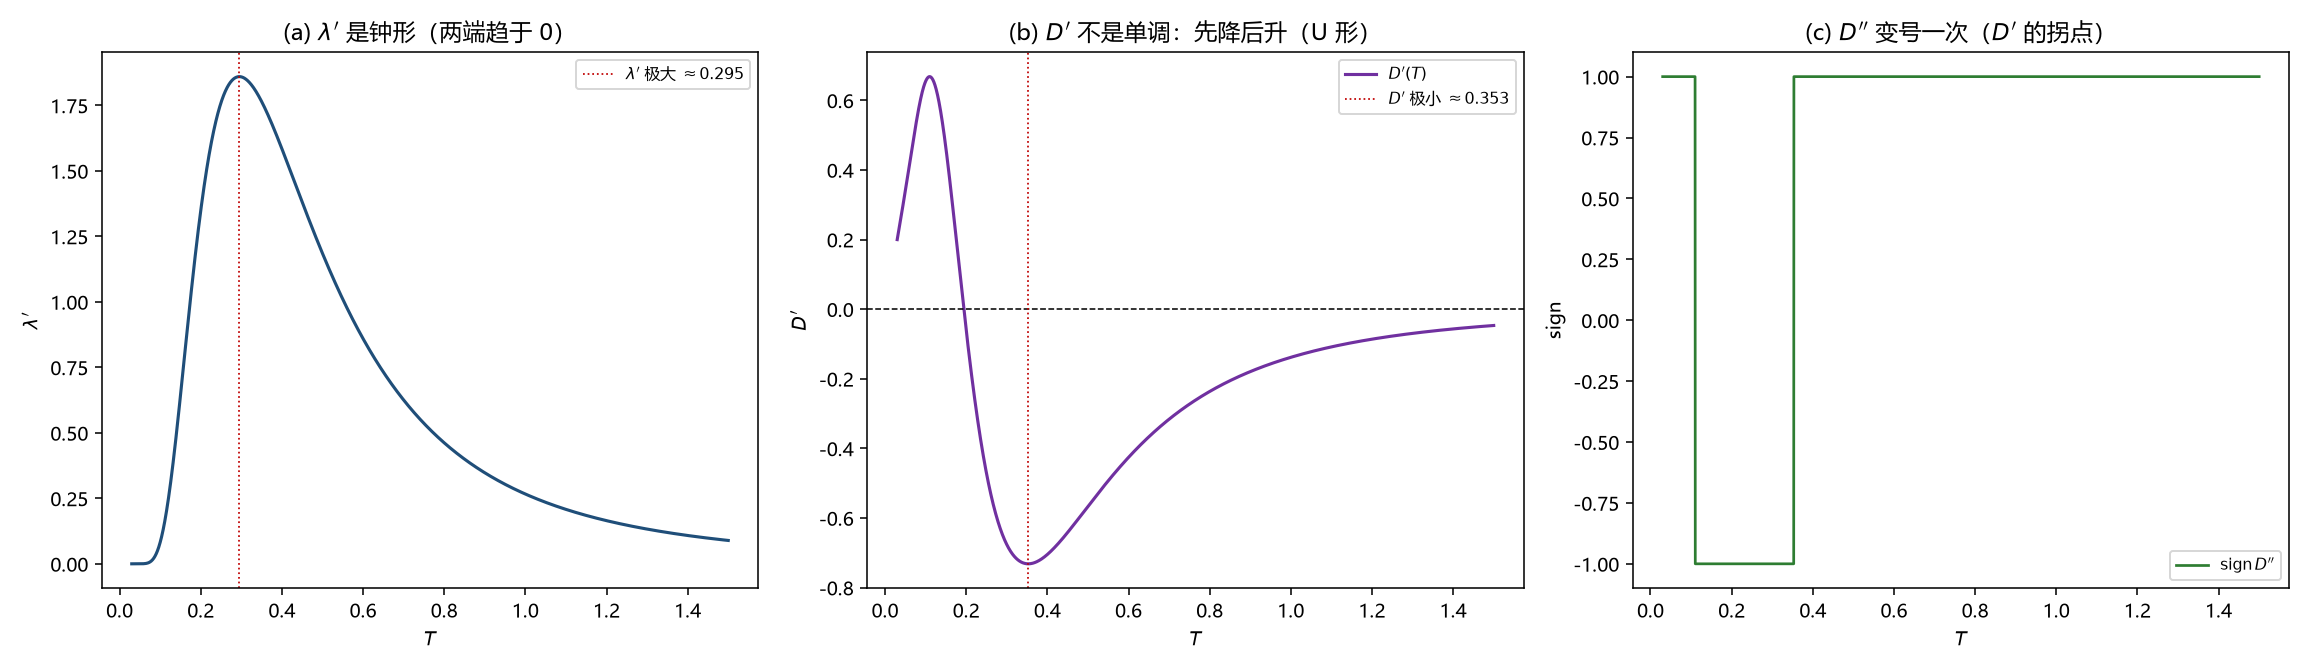 (a) λ′ 是钟形（两端趋于 0）
λ′ 极大 ≈0.295
λ′
1.75
1.50
1.25
1.00
0.75
0.50
0.25
0.00
0.0 0.2 0.4 0.6 0.8 1.0 1.2 1.4
T
(b) D′ 不是单调：先降后升（U 形）
D′(T)
D′ 极小 ≈0.353
D′
0.6
0.4
0.2
0.0
-0.2
-0.4
-0.6
-0.8
0.0 0.2 0.4 0.6 0.8 1.0 1.2 1.4
T
(c) D″ 变号一次（D′ 的拐点）
sign
1.00
0.75
0.50
0.25
0.00
-0.25
-0.50
-0.75
-1.00
sign D″
0.0 0.2 0.4 0.6 0.8 1.0 1.2 1.4
T